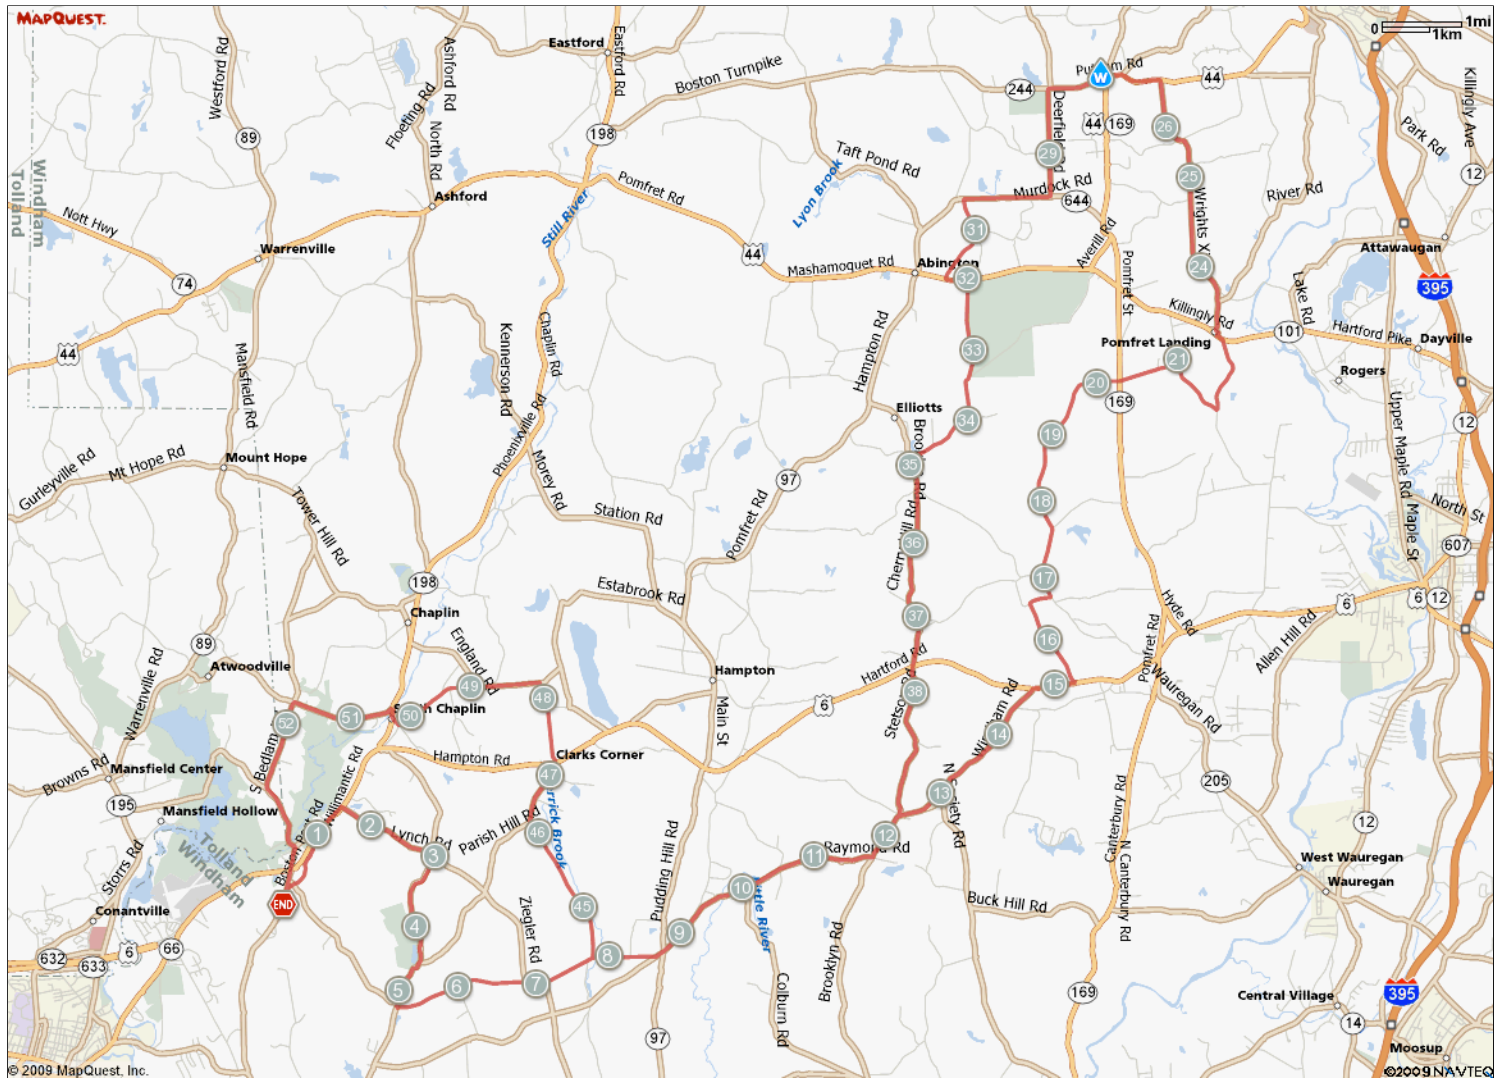 MAPQUEST.
1mi
0
1km
Eastford
Eastford Rd
Boston Turnpike
244
Putnam Rd
W
44
Killingly Ave
Westford Rd
Ashford Rd
Floeting Rd
North Rd
89
198
Deerfield Rd
29
44
169
26
Park Rd
12
Windham
Tolland
Taft Pond Rd
Lyon Brook
Murdock Rd
644
25
Wrights X
River Rd
Ashford
Pomfret Rd
Still River
Nott Hwy
Warrenville
31
Averill Rd
Attawaugan
44
Mashamoquet Rd
Abington
32
Pomfret St
24
Lake Rd
395
74
Killingly Rd
101
Hartford Pike
Dayville
Kennerson Rd
Chaplin Rd
Hampton Rd
33
Pomfret Landing
21
Rogers
44
Mansfield Rd
20
169
Elliotts
34
Upper Maple Rd
12
Phoenixville Rd
19
Mount Hope
Mt Hope Rd
Gurleyville Rd
Morey Rd
35
97
Tower Hill Rd
Station Rd
Pomfret Rd
18
North St
Maple St
36
607
198
Estabrook Rd
17
6
12
6
Chaplin
37
Hyde Rd
Allen Hill Rd
89
England Rd
16
Pomfret Rd
Atwoodville
Hampton
Hartford Rd
Warrenville Rd
49
48
38
15
Wauregan Rd
50
51
52
South Chaplin
Main St
6
14
S Bedlam
Hampton Rd
Clarks Corner
Browns Rd
Mansfield Center
47
13
N Society Rd
205
195
Mansfield Hollow
Willimantic Rd
Boston Post Rd
1
2
Lynch Rd
Parish Hill Rd
46
12
Canterbury Rd
12
3
11
Raymond Rd
N Canterbury Rd
West Wauregan
Storrs Rd
Tolland
Windham
Pudding Hill Rd
10
Little River
Wauregan
END
Conantville
4
Ziegler Rd
45
9
Buck Hill Rd
66
6
632
633
8
Brooklyn Rd
5
6
7
Colburn Rd
169
Central Village
395
97
14
Moosup
© 2009 MapQuest, Inc.